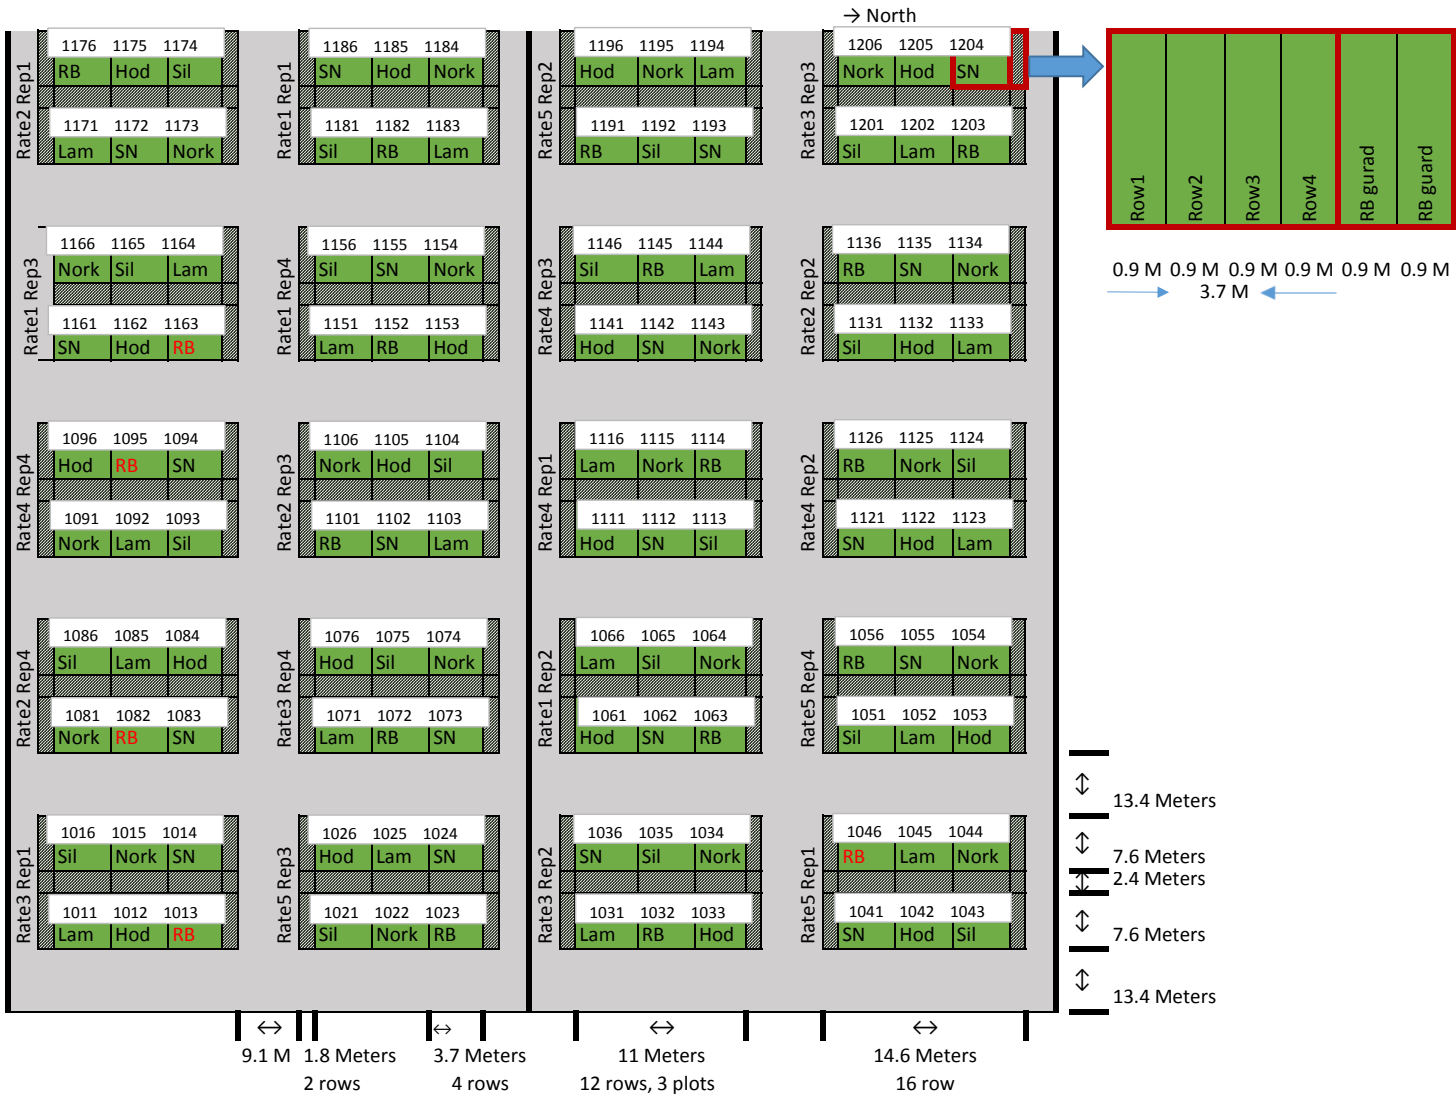 → North
Rate2 Rep1
1176 1175 1174
RB Hod Sil
1171 1172 1173
Lam SN Nork
Rate1 Rep1
1186 1185 1184
SN Hod Nork
1181 1182 1183
Sil RB Lam
Rate5 Rep2
1196 1195 1194
Hod Nork Lam
1191 1192 1193
RB Sil SN
Rate3 Rep3
1206 1205 1204
Nork Hod SN
1201 1202 1203
Sil Lam RB
Row1
Row2
Row3
Row4
RB gurad
RB guard
0.9 M 0.9 M 0.9 M 0.9 M 0.9 M 0.9 M
3.7 M
Rate1 Rep3
1166 1165 1164
Nork Sil Lam
1161 1162 1163
SN Hod RB
Rate1 Rep4
1156 1155 1154
Sil SN Nork
1151 1152 1153
Lam RB Hod
Rate4 Rep3
1146 1145 1144
Sil RB Lam
1141 1142 1143
Hod SN Nork
Rate2 Rep2
1136 1135 1134
RB SN Nork
1131 1132 1133
Sil Hod Lam
Rate4 Rep4
1096 1095 1094
Hod RB SN
1091 1092 1093
Nork Lam Sil
Rate2 Rep3
1106 1105 1104
Nork Hod Sil
1101 1102 1103
RB SN Lam
Rate4 Rep1
1116 1115 1114
Lam Nork RB
1111 1112 1113
Hod SN Sil
Rate4 Rep2
1126 1125 1124
RB Nork Sil
1121 1122 1123
SN Hod Lam
Rate2 Rep4
1086 1085 1084
Sil Lam Hod
1081 1082 1083
Nork RB SN
Rate3 Rep4
1076 1075 1074
Hod Sil Nork
1071 1072 1073
Lam RB SN
Rate1 Rep2
1066 1065 1064
Lam Sil Nork
1061 1062 1063
Hod SN RB
Rate5 Rep4
1056 1055 1054
RB SN Nork
1051 1052 1053
Sil Lam Hod
Rate3 Rep1
1016 1015 1014
Sil Nork SN
1011 1012 1013
Lam Hod RB
Rate5 Rep3
1026 1025 1024
Hod Lam SN
1021 1022 1023
Sil Nork RB
Rate3 Rep2
1036 1035 1034
SN Sil Nork
1031 1032 1033
Lam RB Hod
Rate5 Rep1
1046 1045 1044
RB Lam Nork
1041 1042 1043
SN Hod Sil
13.4 Meters
7.6 Meters
2.4 Meters
7.6 Meters
13.4 Meters
9.1 M
1.8 Meters
2 rows
3.7 Meters
4 rows
11 Meters
12 rows, 3 plots
14.6 Meters
16 row